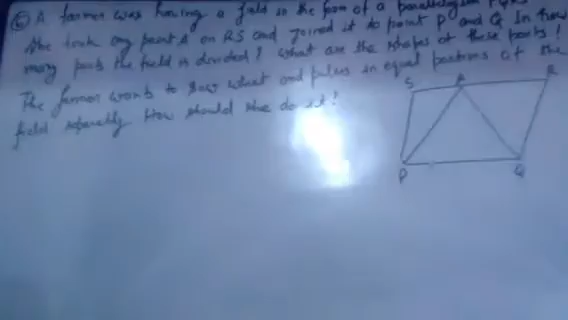 6 A farmer was having a field in the form of a parallelogram PQRS
She took any point A on RS and joined it to point P and Q In how
many parts the field is divided? What are the shapes of these parts?
The farmer wants to sow wheat and pulses in equal portions of the
field separately How should she do it?
S A R
P Q